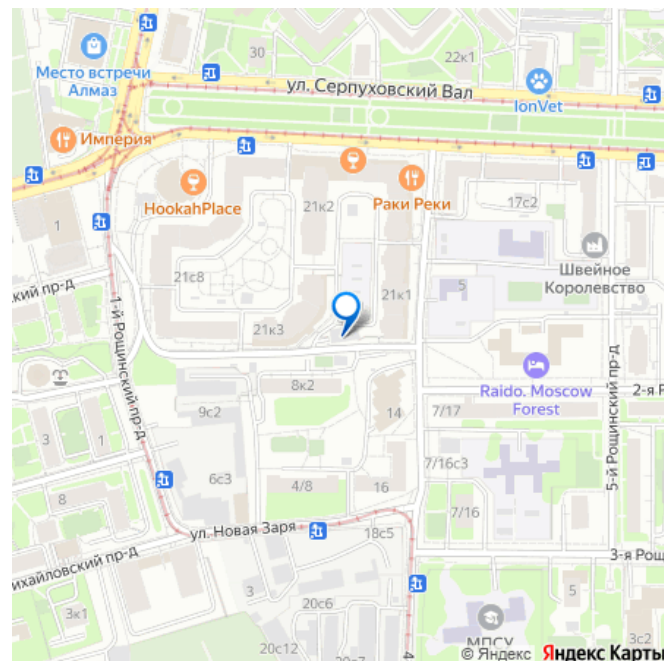 30
22к1
Место встречи
Алмаз
ул. Серпуховский Вал
IonVet
Империя
HookahPlace
21к2
Раки Реки
17с2
1
Швейное
Королевство
21с8
5
21к1
ский пр-д
21к3
1-й Рощинский пр-д
8к2
Raido. Moscow
Forest
2-я Р
5-й Рощинский пр-д
9с2
14
7/17
3
1
6с3
7/16с3
4/8
16
8
7/16
ул. Новая Заря
18с5
3-я Рощ
ихайловский пр-д
3
5
3к1
20с6
4
МПСУ
3с2
20с12
20с7
© Яндекс Яндекс Карты